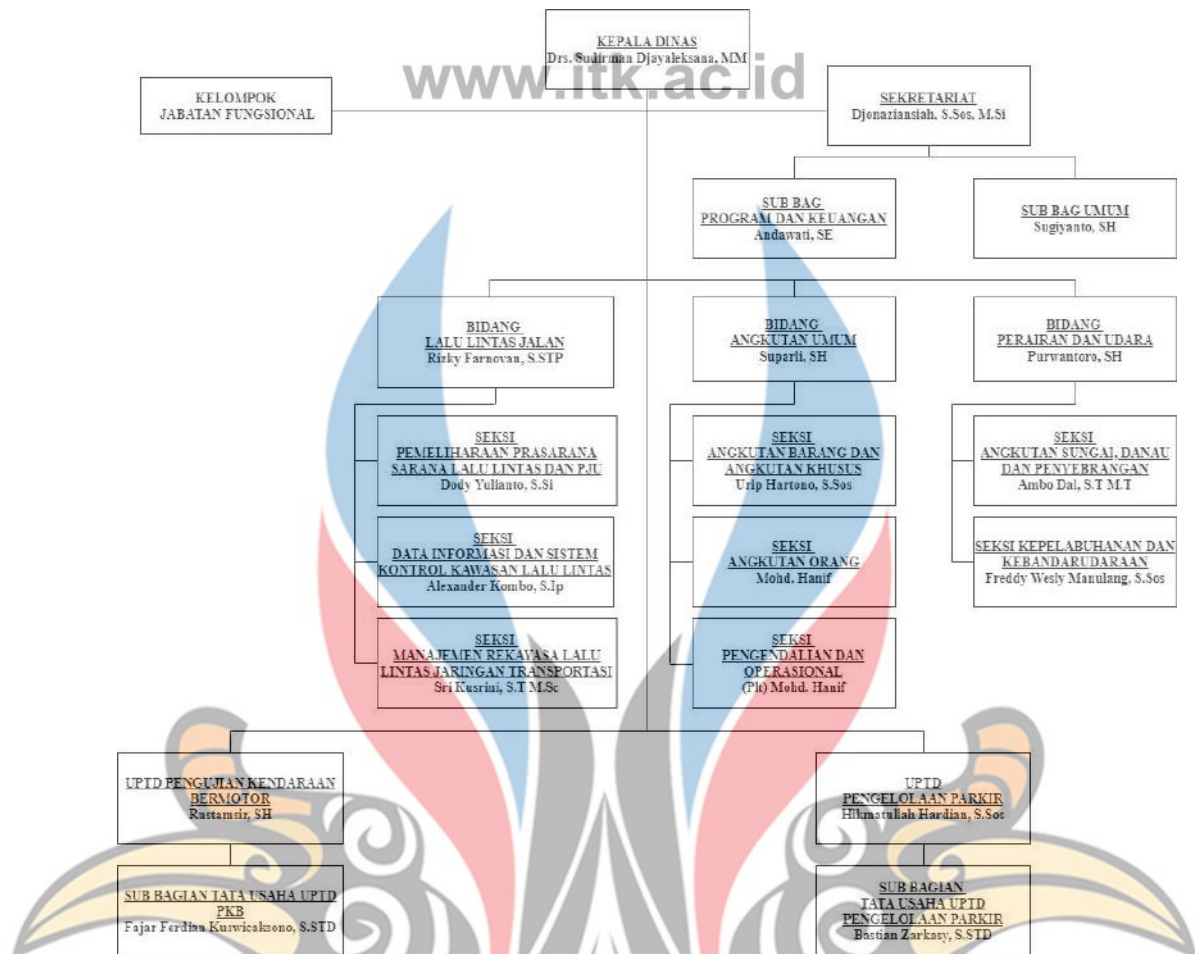 KEPALA DINAS
Drs. Sudirman Djayaleksana, MM
www.itk.ac.id
KELOMPOK
JABATAN FUNGSIONAL
SEKRETARIAT
Djonaziansiah, S.Sos, M.Si
SUB BAG
PROGRAM DAN KEUANGAN
Andawati, SE
SUB BAG UMUM
Sugiyanto, SH
BIDANG
LALU LINTAS JALAN
Rizky Farnovan, S.STP
BIDANG
ANGKUTAN UMUM
Suparli, SH
BIDANG
PERAIRAN DAN UDARA
Purwantoro, SH
SEKSI
PEMELIHARAAN PRASARANA
SARANA LALU LINTAS DAN PJU
Dody Yulianto, S.Si
SEKSI
ANGKUTAN BARANG DAN
ANGKUTAN KHUSUS
Urip Hartono, S.Sos
SEKSI
ANGKUTAN SUNGAI, DANAU
DAN PENYEBRANGAN
Ambo Dai, S.T M.T
SEKSI
DATA INFORMASI DAN SISTEM
KONTROL KAWASAN LALU LINTAS
Alexander Kombo, S.Ip
SEKSI
ANGKUTAN ORANG
Mohd. Hanif
SEKSI KEPELABUHANAN DAN
KEBANDARUDARAAN
Freddy Wesly Manulang, S.Sos
SEKSI
MANAJEMEN REKAYASA LALU
LINTAS JARINGAN TRANSPORTASI
Sri Kusrini, S.T M.Sc
SEKSI
PENGENDALIAN DAN
OPERASIONAL
(Plt) Mohd. Hanif
UPTD PENGUJIAN KENDARAAN
BERMOTOR
Rustamsir, SH
UPTD
PENGELOLAAN PARKIR
Hikmatullah Hardian, S.Sos
SUB BAGIAN TATA USAHA UPTD
PKB
Fajar Ferdian Kuswicaksono, S.STD
SUB BAGIAN
TATA USAHA UPTD
PENGELOLAAN PARKIR
Bastian Zarkasy, S.STD